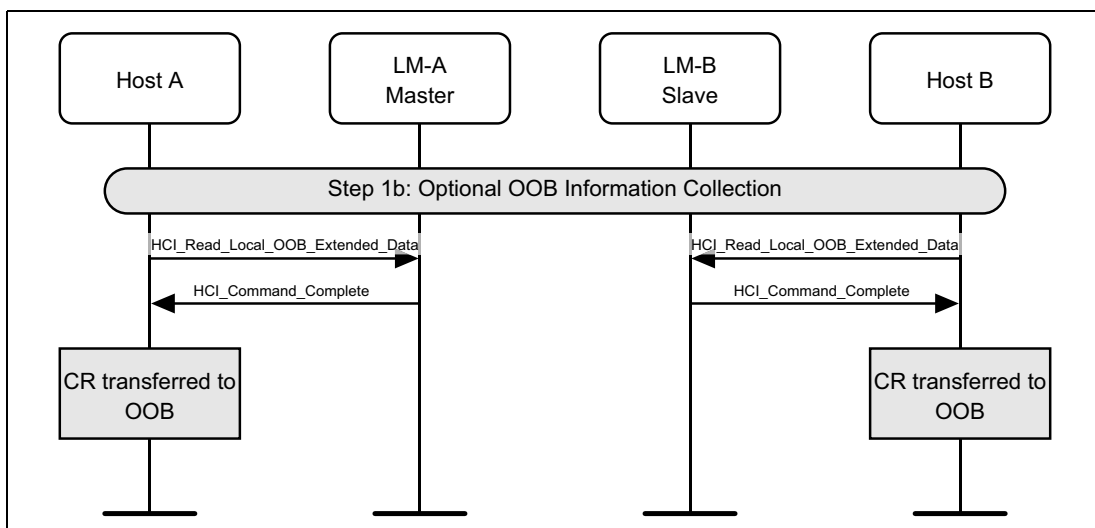 Host A
LM-A
Master
LM-B
Slave
Host B
Step 1b: Optional OOB Information Collection
HCI_Read_Local_OOB_Extended_Data
HCI_Read_Local_OOB_Extended_Data
HCI_Command_Complete
HCI_Command_Complete
CR transferred to
OOB
CR transferred to
OOB